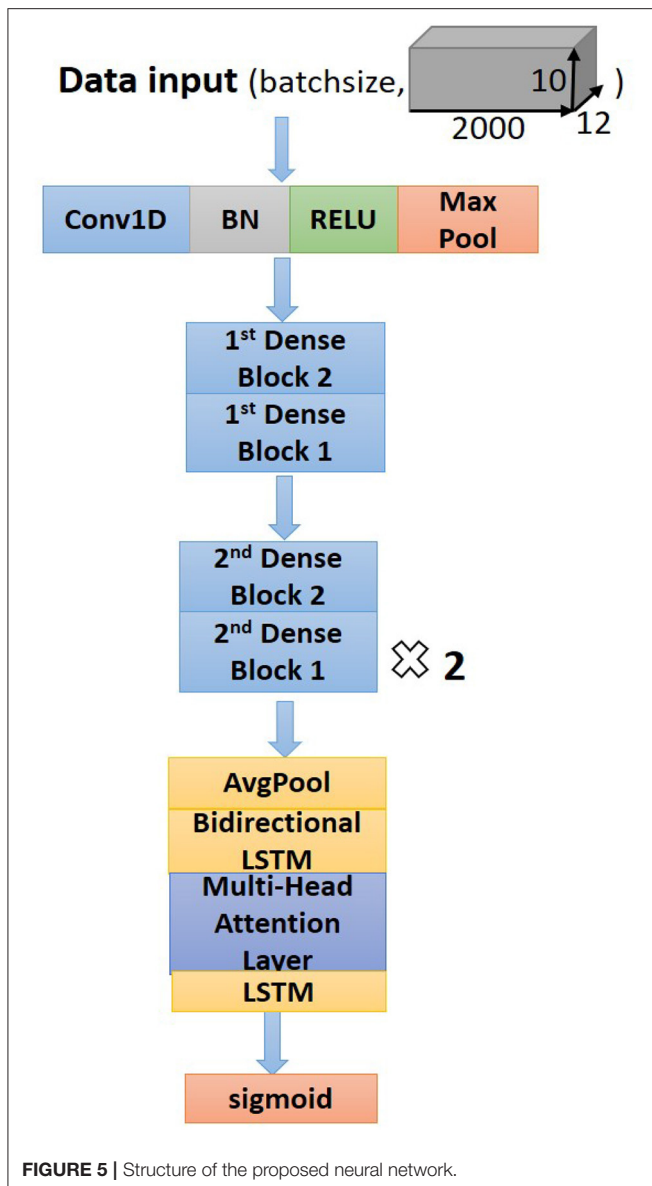 Data input (batchsize, 10 )
2000 12
Conv1D BN RELU Max
Pool
1st Dense
Block 2
1st Dense
Block 1
2nd Dense
Block 2
2nd Dense
Block 1
2
AvgPool
Bidirectional
LSTM
Multi-Head
Attention
Layer
LSTM
sigmoid
FIGURE 5 | Structure of the proposed neural network.